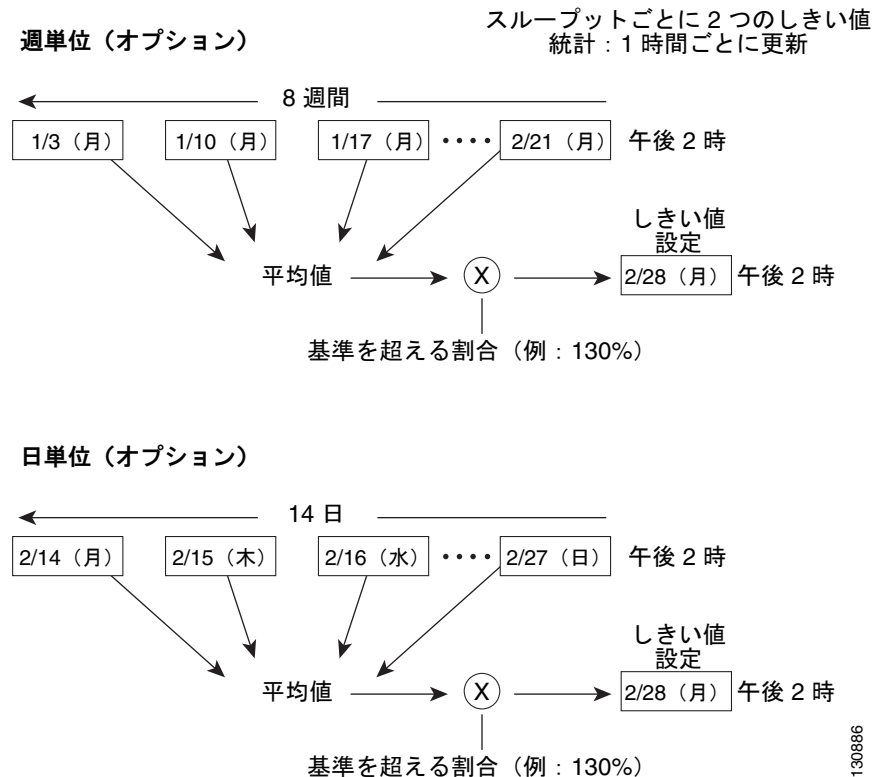 スループットごとに 2 つのしきい値
統計：1 時間ごとに更新
週単位（オプション）
8 週間
1/3（月） 1/10（月） 1/17（月） ････ 2/21（月） 午後 2 時
しきい値
設定
平均値 X 2/28（月） 午後 2 時
基準を超える割合（例：130%）
日単位（オプション）
14 日
2/14（月） 2/15（木） 2/16（水） ････ 2/27（日） 午後 2 時
しきい値
設定
平均値 X 2/28（月） 午後 2 時
基準を超える割合（例：130%）
130886